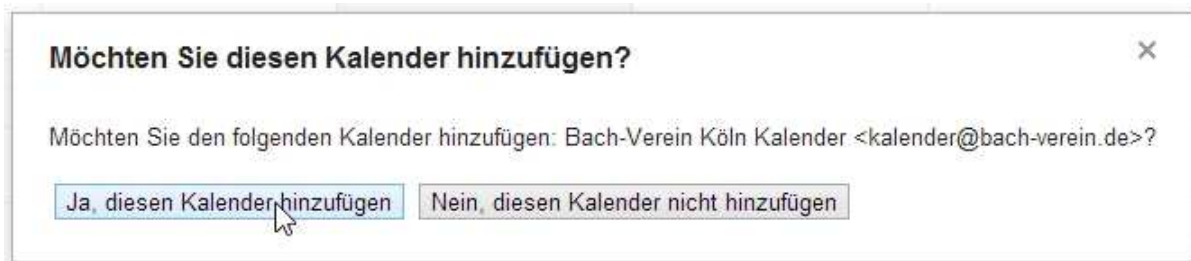 Möchten Sie diesen Kalender hinzufügen?
Möchten Sie den folgenden Kalender hinzufügen: Bach-Verein Köln Kalender <kalender@bach-verein.de>?
Ja, diesen Kalender hinzufügen
Nein, diesen Kalender nicht hinzufügen